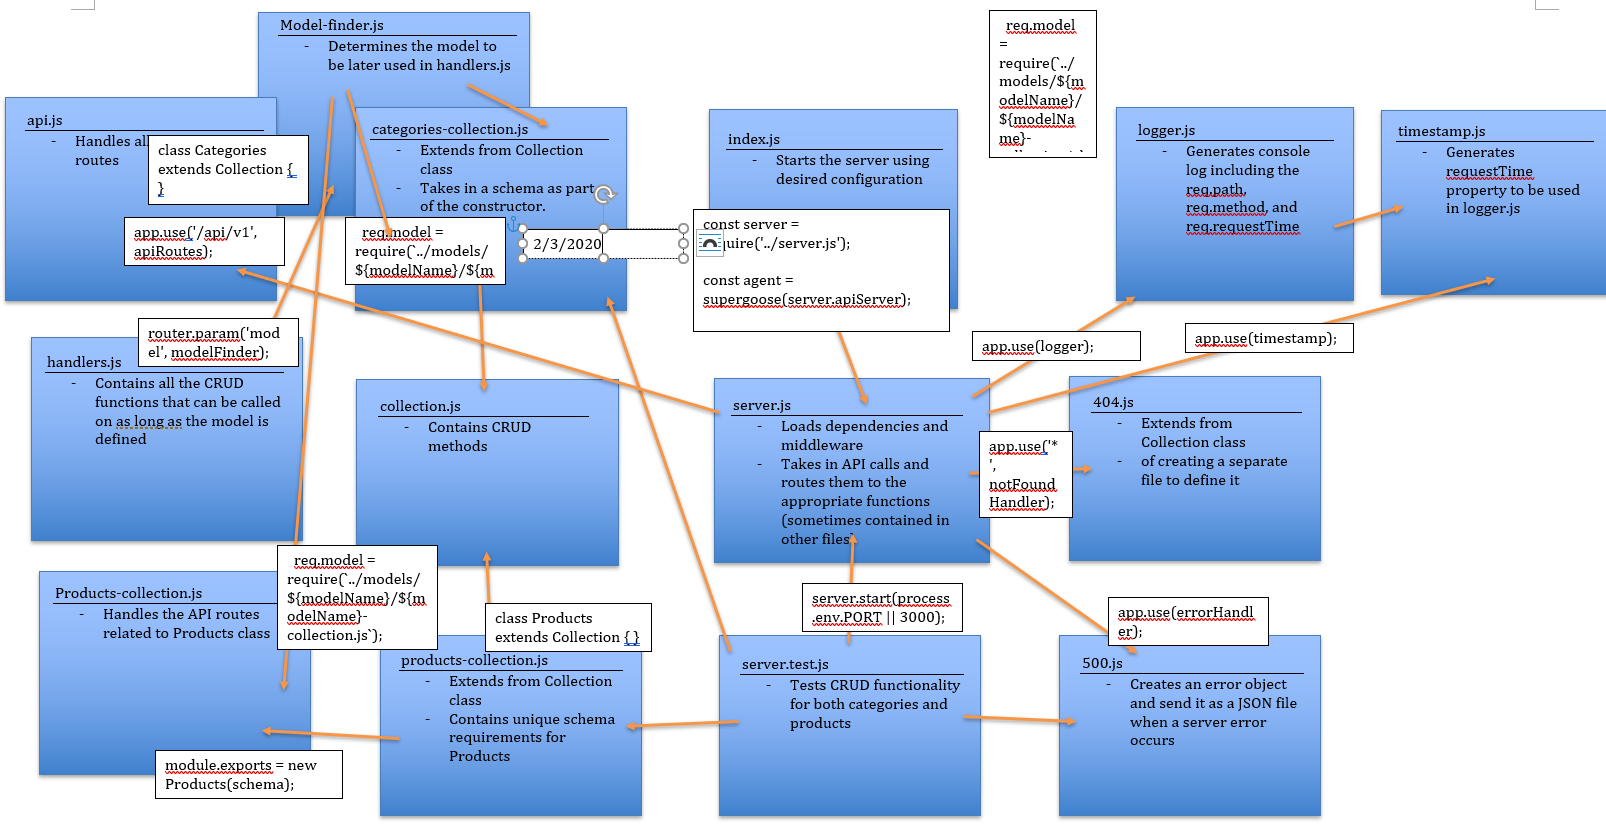 Model-finder.js
- Determines the model to
be later used in handlers.js
req.model
=
require(`../
models/${m
odelName}/
${modelNa
me}-
api.js
- Handles all
routes
class Categories
extends Collection {
}
app.use('/api/v1',
apiRoutes);
categories-collection.js
- Extends from Collection
class
- Takes in a schema as part
of the constructor.
req.model =
require(`../models/
${modelName}/${m
2/3/2020
index.js
- Starts the server using
desired configuration
const server =
quire('../server.js');
const agent =
supergoose(server.apiServer);
logger.js
- Generates console
log including the
req.path,
req.method, and
req.requestTime
timestamp.js
- Generates
requestTime
property to be used
in logger.js
app.use(logger);
app.use(timestamp);
router.param('mod
el', modelFinder);
handlers.js
- Contains all the CRUD
functions that can be called
on as long as the model is
defined
collection.js
- Contains CRUD
methods
server.js
- Loads dependencies and
middleware
- Takes in API calls and
routes them to the
appropriate functions
(sometimes contained in
other files)
app.use('*
',
notFound
Handler);
404.js
- Extends from
Collection class
- of creating a separate
file to define it
req.model =
require(`../models/
${modelName}/${m
odelName}-
collection.js`);
Products-collection.js
- Handles the API routes
related to Products class
class Products
extends Collection { }
products-collection.js
- Extends from Collection
class
- Contains unique schema
requirements for
Products
module.exports = new
Products(schema);
server.start(process
.env.PORT || 3000);
server.test.js
- Tests CRUD functionality
for both categories and
products
app.use(errorHandl
er);
500.js
- Creates an error object
and send it as a JSON file
when a server error
occurs